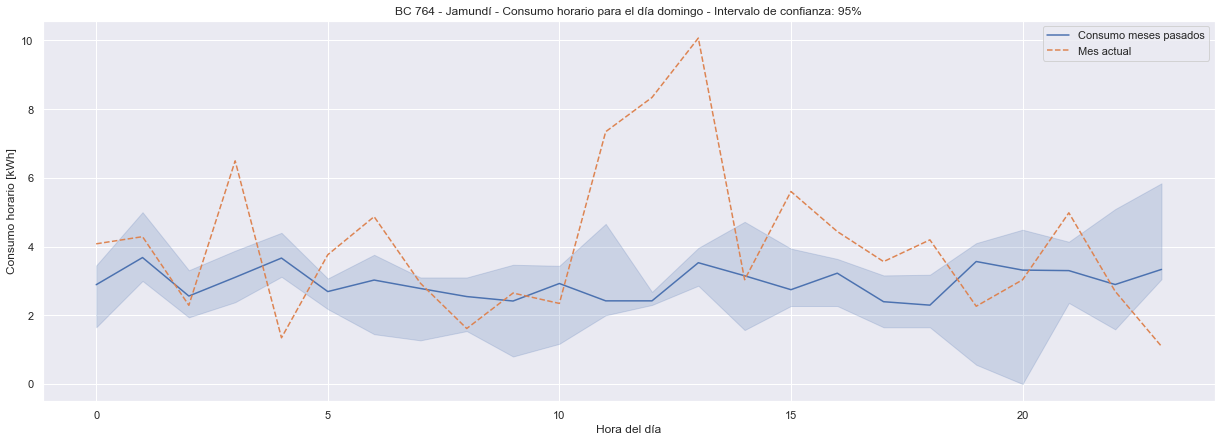 BC 764 - Jamundí - Consumo horario para el día domingo - Intervalo de confianza: 95%
Consumo meses pasados
Mes actual
Consumo horario [kWh]
10
8
6
4
2
0
0 5 10 15 20
Hora del día